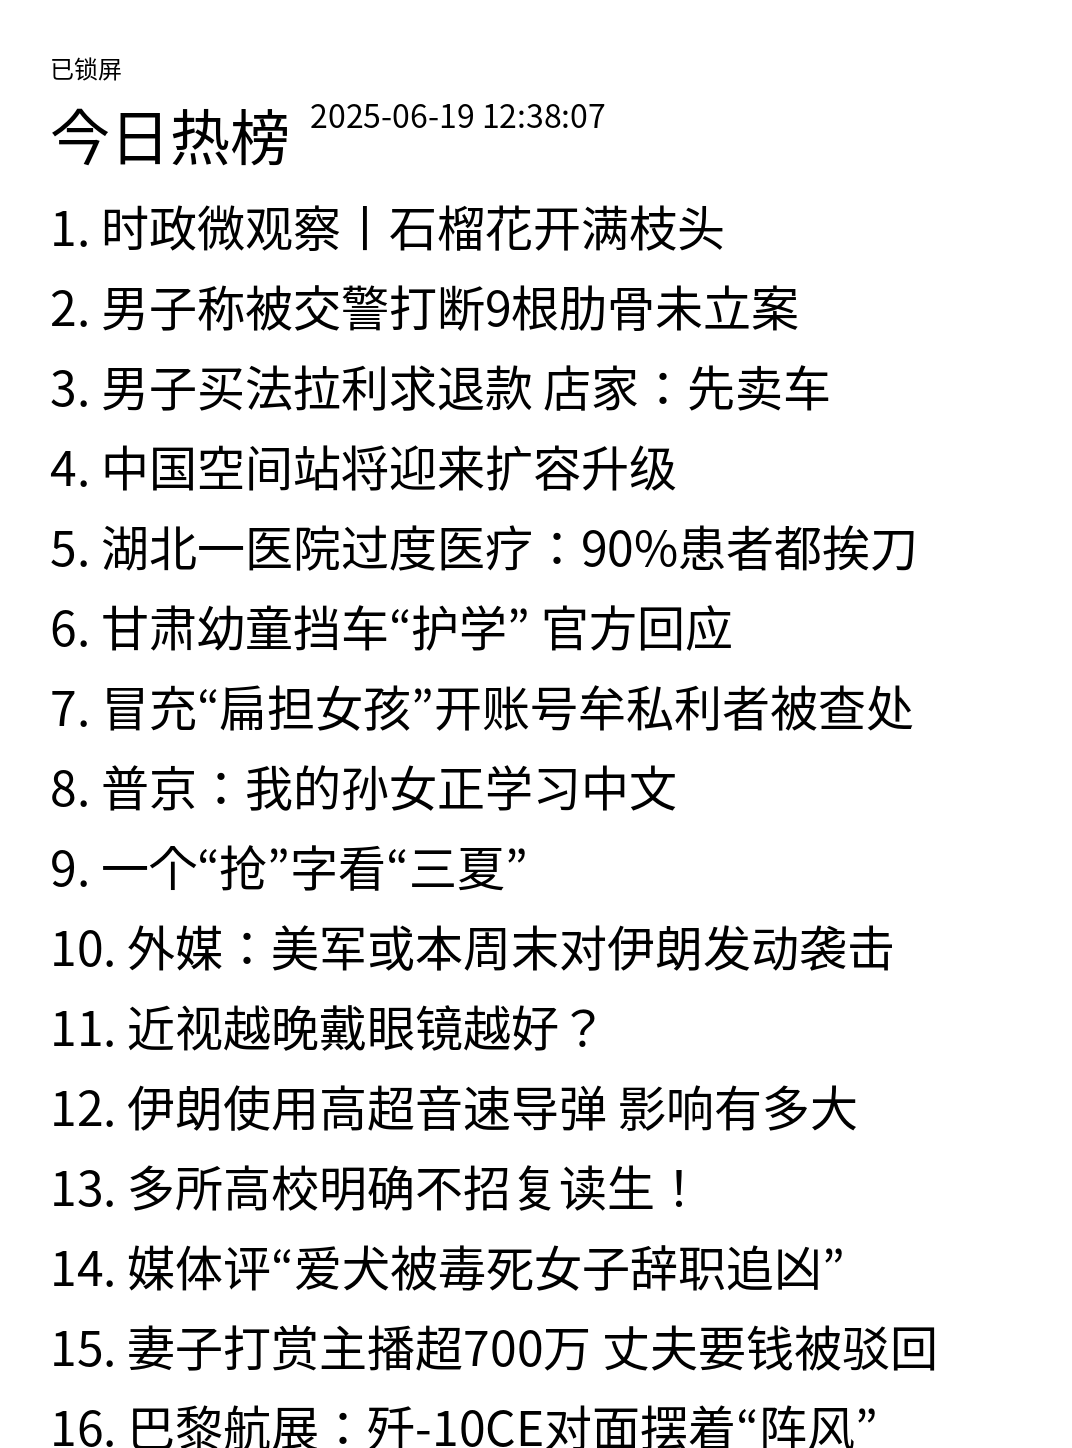 已锁屏
今日热榜 2025-06-19 12:38:07
1. 时政微观察丨石榴花开满枝头
2. 男子称被交警打断9根肋骨未立案
3. 男子买法拉利求退款 店家：先卖车
4. 中国空间站将迎来扩容升级
5. 湖北一医院过度医疗：90%患者都挨刀
6. 甘肃幼童挡车“护学” 官方回应
7. 冒充“扁担女孩”开账号牟私利者被查处
8. 普京：我的孙女正学习中文
9. 一个“抢”字看“三夏”
10. 外媒：美军或本周末对伊朗发动袭击
11. 近视越晚戴眼镜越好？
12. 伊朗使用高超音速导弹 影响有多大
13. 多所高校明确不招复读生！
14. 媒体评“爱犬被毒死女子辞职追凶”
15. 妻子打赏主播超700万 丈夫要钱被驳回
16. 巴黎航展：歼-10CE对面摆着“阵风”